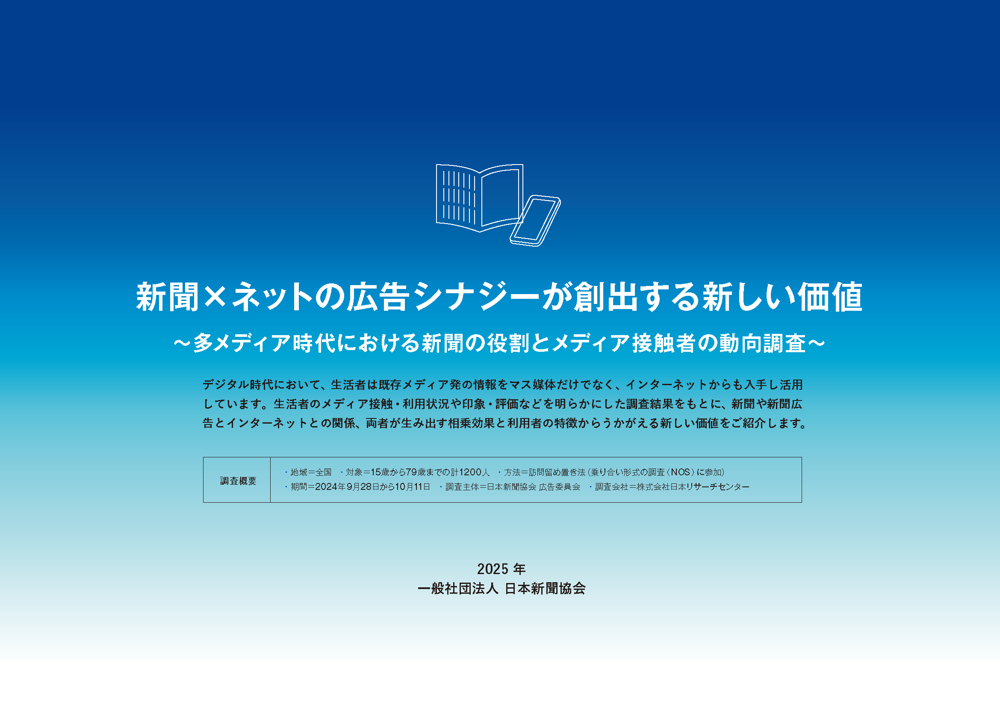 新聞×ネットの広告シナジーが創出する新しい価値
～多メディア時代における新聞の役割とメディア接触者の動向調査～
デジタル時代において、生活者は既存メディア発の情報をマス媒体だけでなく、インターネットからも入手し活用
しています。生活者のメディア接触・利用状況や印象・評価などを明らかにした調査結果をもとに、新聞や新聞広
告とインターネットとの関係、両者が生み出す相乗効果と利用者の特徴からうかがえる新しい価値をご紹介します。
調査概要
・地域＝全国 ・対象＝15歳から79歳までの計1200人 ・方法＝訪問留め置き法（乗り合い形式の調査〈NOS〉に参加）
・期間＝2024年9月28日から10月11日 ・調査主体＝日本新聞協会 広告委員会 ・調査会社＝株式会社日本リサーチセンター
2025 年
一般社団法人 日本新聞協会